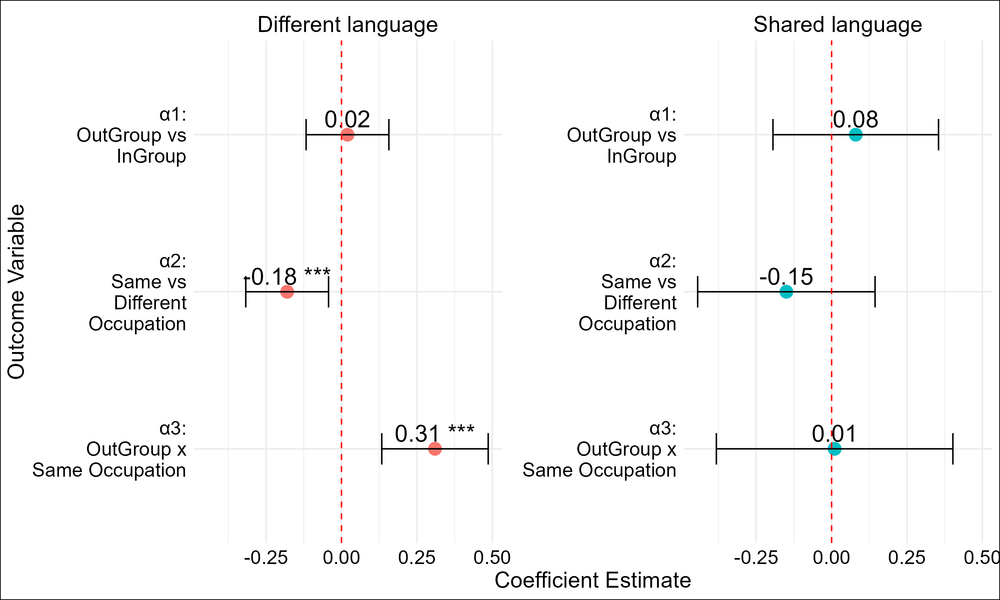 Different language
Shared language
Outcome Variable
α1:
OutGroup vs
InGroup
0.02
α2:
Same vs
Different
Occupation
-0.18 ***
α3:
OutGroup x
Same Occupation
0.31 ***
-0.25 0.00 0.25 0.50
α1:
OutGroup vs
InGroup
0.08
α2:
Same vs
Different
Occupation
-0.15
α3:
OutGroup x
Same Occupation
0.01
-0.25 0.00 0.25 0.50
Coefficient Estimate